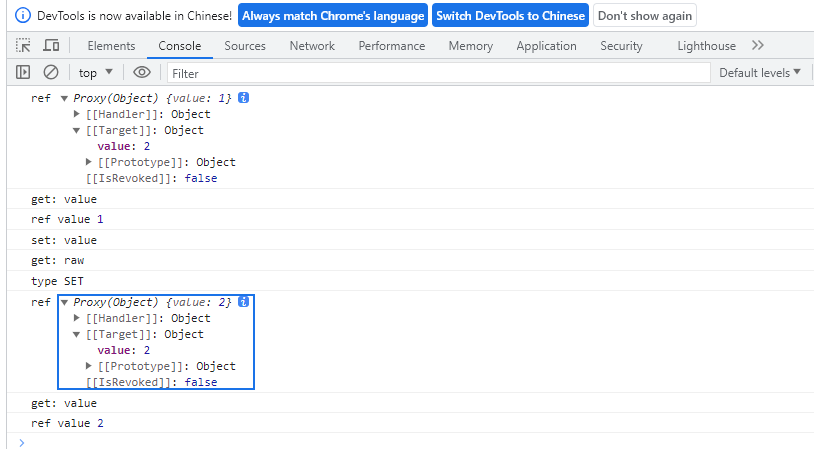 DevTools is now available in Chinese! Always match Chrome's language Switch DevTools to Chinese Don't show again
Elements Console Sources Network Performance Memory Application Security Lighthouse
top Filter Default levels
ref Proxy(Object) {value: 1}
[[Handler]]: Object
[[Target]]: Object
value: 2
[[Prototype]]: Object
[[IsRevoked]]: false
get: value
ref value 1
set: value
get: raw
type SET
ref Proxy(Object) {value: 2}
[[Handler]]: Object
[[Target]]: Object
value: 2
[[Prototype]]: Object
[[IsRevoked]]: false
get: value
ref value 2